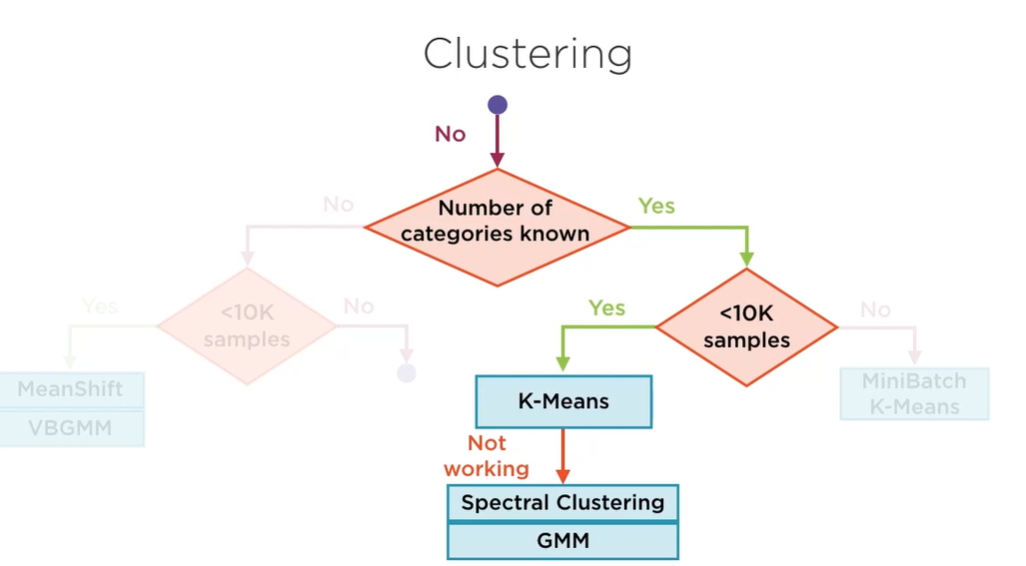 Clustering
No
Number of
categories known
No
Yes
<10K
samples
Yes
No
MeanShift
VBGMM
<10K
samples
Yes
No
K-Means
MiniBatch
K-Means
Not
working
Spectral Clustering
GMM